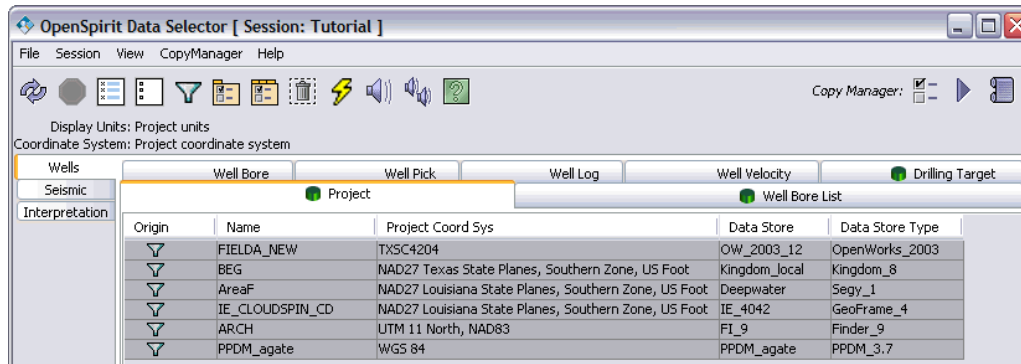 OpenSpirit Data Selector [ Session: Tutorial ]
File Session View CopyManager Help
Copy Manager:
Display Units: Project units
Coordinate System: Project coordinate system
Wells
Seismic
Interpretation
Well Bore Well Pick Well Log Well Velocity Drilling Target
Project Well Bore List
Origin Name Project Coord Sys Data Store Data Store Type
FIELDA_NEW TXSC4204 OW_2003_12 OpenWorks_2003
BEG NAD27 Texas State Planes, Southern Zone, US Foot Kingdom_local Kingdom_8
AreaF NAD27 Louisiana State Planes, Southern Zone, US Foot Deepwater Segy_1
IE_CLOUDSPIN_CD NAD27 Louisiana State Planes, Southern Zone, US Foot IE_4042 GeoFrame_4
ARCH UTM 11 North, NAD83 FI_9 Finder_9
PPDM_agate WGS 84 PPDM_agate PPDM_3.7